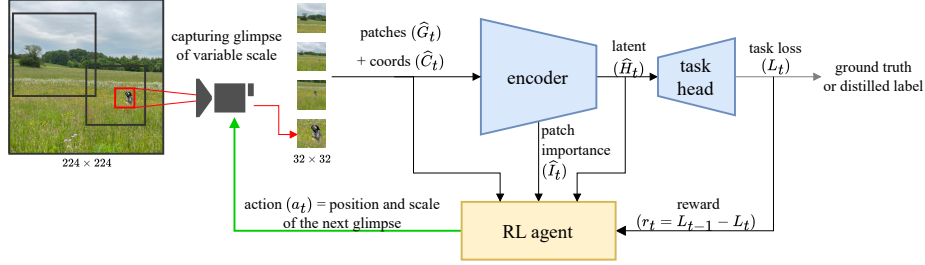 224 × 224
capturing glimpse
of variable scale
32 × 32
patches (Ĝₜ)
+ coords (Ĉₜ)
encoder
latent
(Ĥₜ)
task
head
task loss
(Lₜ)
ground truth
or distilled label
patch
importance
(Îₜ)
action (aₜ) = position and scale
of the next glimpse
RL agent
reward
(rₜ = Lₜ₋₁ − Lₜ)